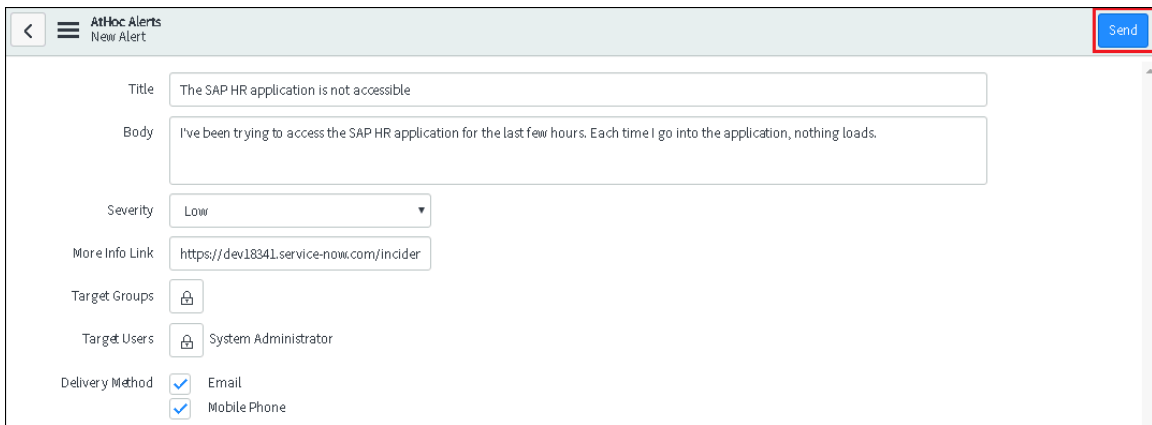 AtHoc Alerts
New Alert
Send
Title
The SAP HR application is not accessible
Body
I've been trying to access the SAP HR application for the last few hours. Each time I go into the application, nothing loads.
Severity
Low
More Info Link
https://dev18341.service-now.com/incider
Target Groups
Target Users
System Administrator
Delivery Method
Email
Mobile Phone